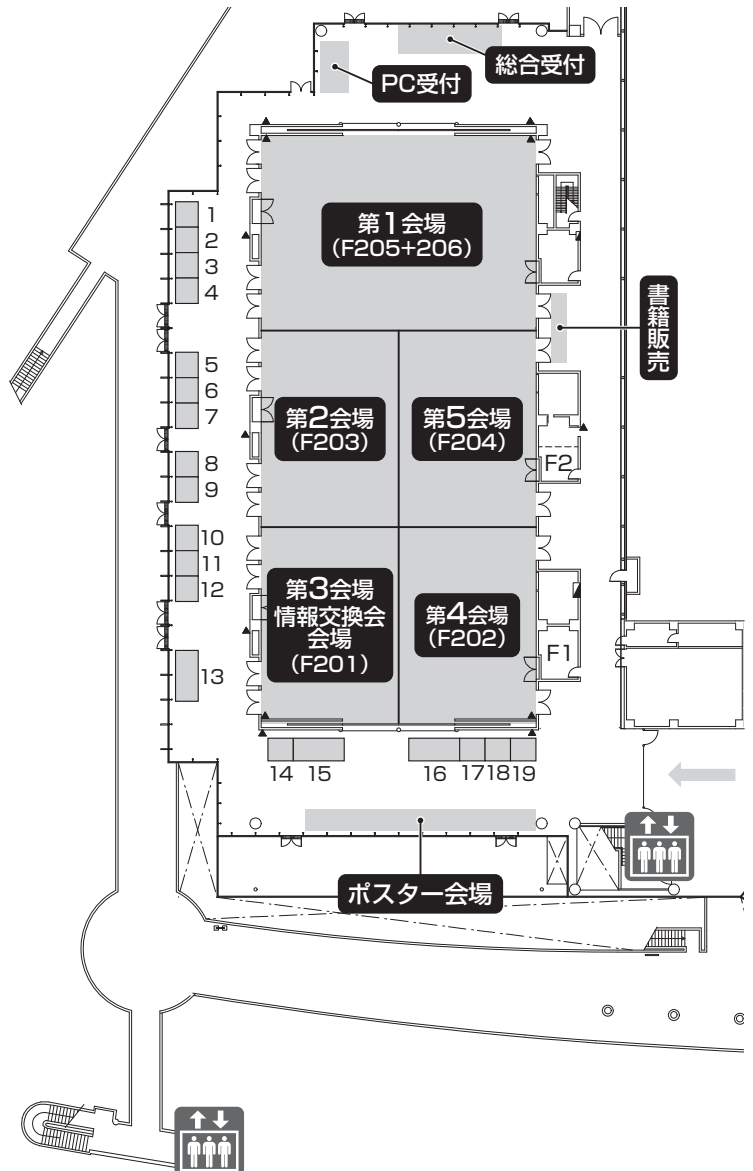 総合受付
PC受付
第1会場
(F205+206)
1
2
3
4
書籍販売
5
6
7
第2会場
(F203)
第5会場
(F204)
F2
8
9
10
11
12
第3会場
情報交換会
会場
(F201)
第4会場
(F202)
F1
13
14
15
16
17
18
19
ポスター会場